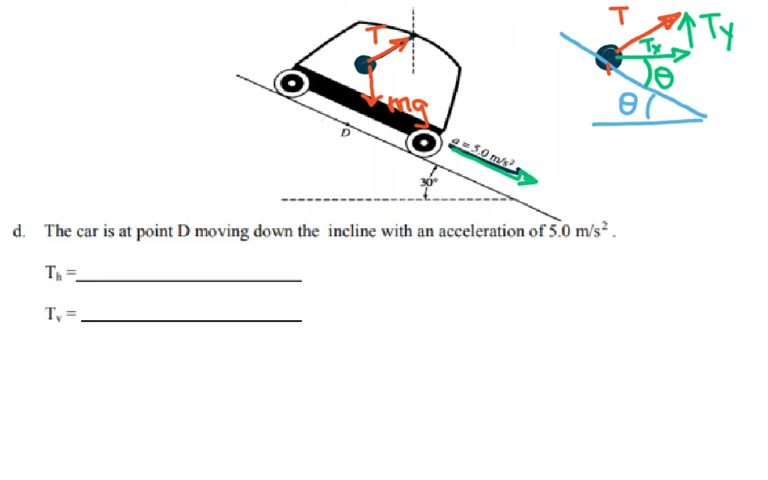 T
T Ty
Tx
θ
θ
mg
D
a = 5.0 m/s²
30°
d. The car is at point D moving down the incline with an acceleration of 5.0 m/s² .
Th =
Tv =